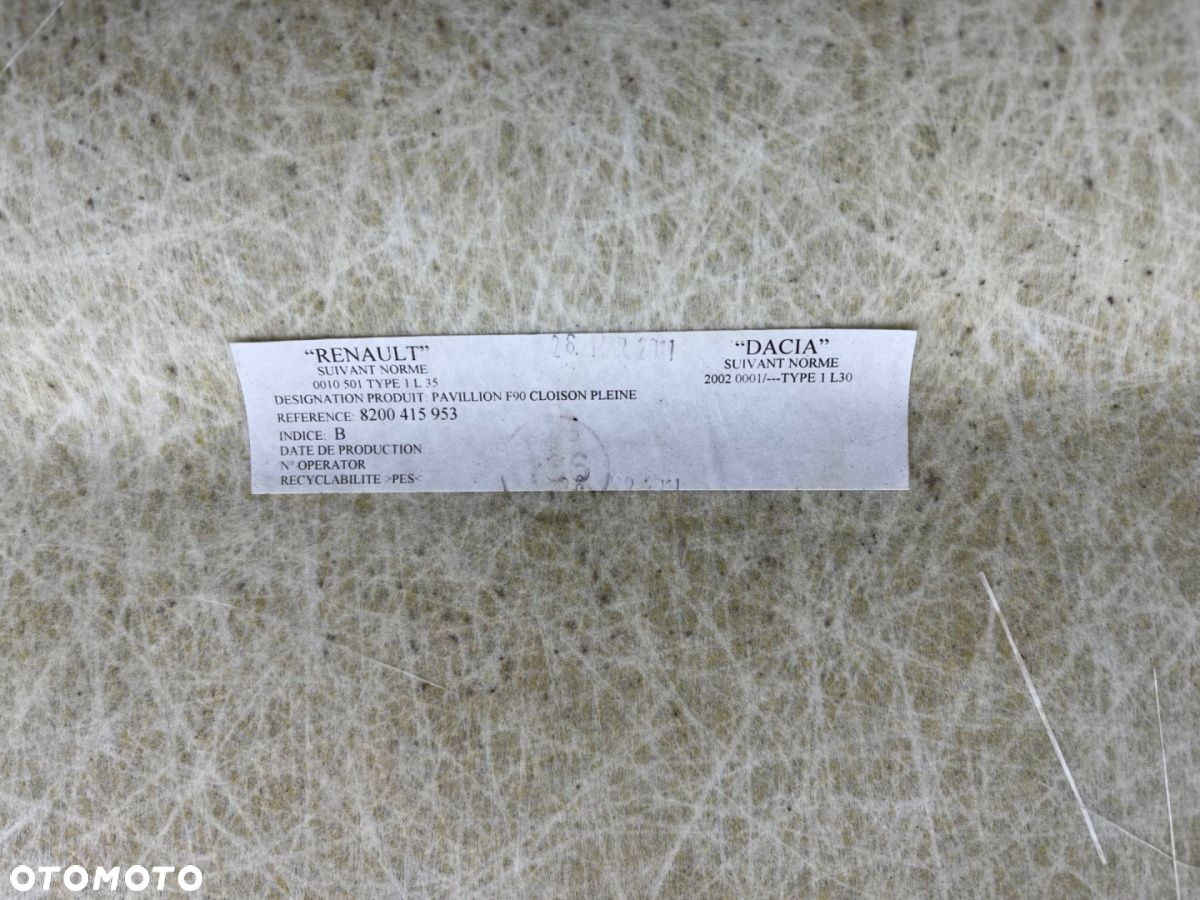 "RENAULT"
SUIVANT NORME
0010 501 TYPE 1 L 35
"DACIA"
SUIVANT NORME
2002 0001/---TYPE 1 L30
DESIGNATION PRODUIT: PAVILLION F90 CLOISON PLEINE
REFERENCE: 8200 415 953
INDICE: B
DATE DE PRODUCTION:
N° OPERATOR
RECYCLABILITE >PES<
OTOMOTO